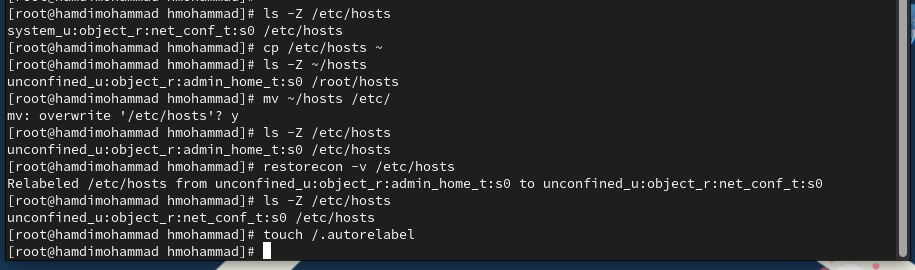 [root@hamdimohammad hmohammad]# ls -Z /etc/hosts
system_u:object_r:net_conf_t:s0 /etc/hosts
[root@hamdimohammad hmohammad]# cp /etc/hosts ~
[root@hamdimohammad hmohammad]# ls -Z ~/hosts
unconfined_u:object_r:admin_home_t:s0 /root/hosts
[root@hamdimohammad hmohammad]# mv ~/hosts /etc/
mv: overwrite '/etc/hosts'? y
[root@hamdimohammad hmohammad]# ls -Z /etc/hosts
unconfined_u:object_r:admin_home_t:s0 /etc/hosts
[root@hamdimohammad hmohammad]# restorecon -v /etc/hosts
Relabeled /etc/hosts from unconfined_u:object_r:admin_home_t:s0 to unconfined_u:object_r:net_conf_t:s0
[root@hamdimohammad hmohammad]# ls -Z /etc/hosts
unconfined_u:object_r:net_conf_t:s0 /etc/hosts
[root@hamdimohammad hmohammad]# touch /.autorelabel
[root@hamdimohammad hmohammad]#